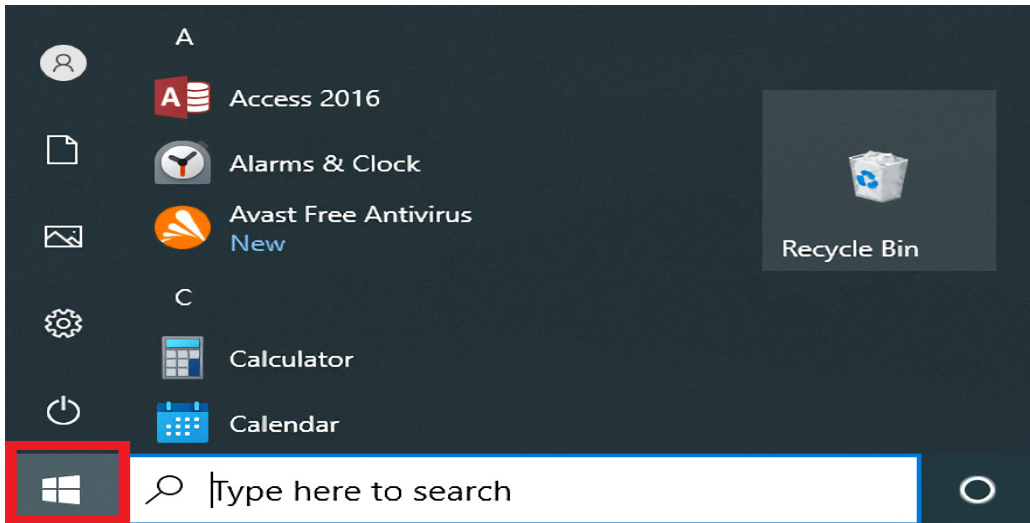 A
Access 2016
Alarms & Clock
Avast Free Antivirus
New
C
Calculator
Calendar
Recycle Bin
Type here to search